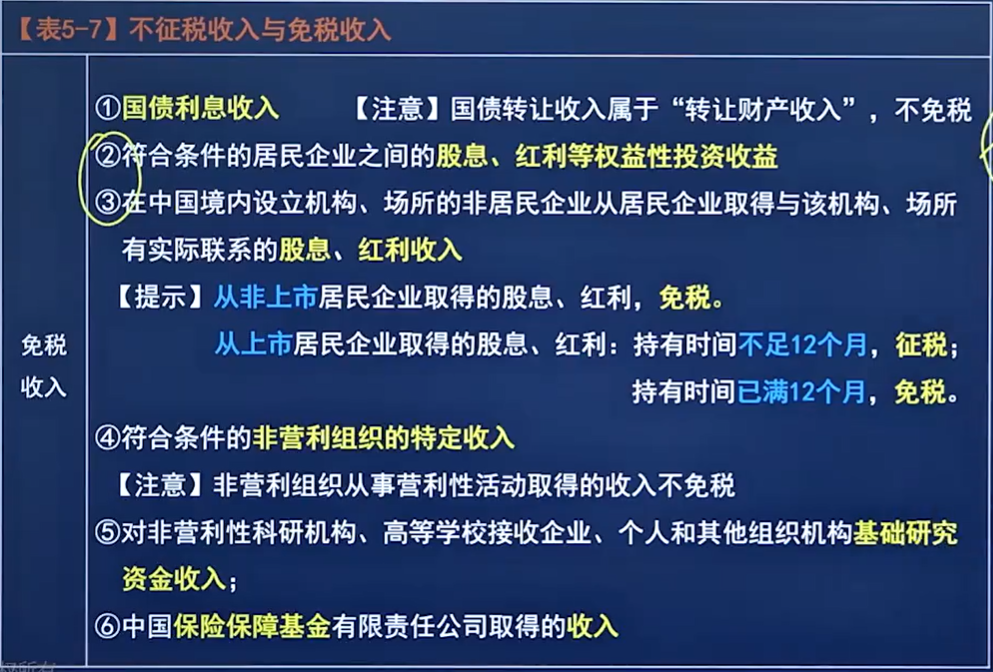 【表5-7】不征税收入与免税收入
免税
收入
①国债利息收入 【注意】国债转让收入属于“转让财产收入”，不免税
②符合条件的居民企业之间的股息、红利等权益性投资收益
③在中国境内设立机构、场所的非居民企业从居民企业取得与该机构、场所
有实际联系的股息、红利收入
【提示】从非上市居民企业取得的股息、红利，免税。
从上市居民企业取得的股息、红利：持有时间不足12个月，征税；
持有时间已满12个月，免税。
④符合条件的非营利组织的特定收入
【注意】非营利组织从事营利性活动取得的收入不免税
⑤对非营利性科研机构、高等学校接收企业、个人和其他组织机构基础研究
资金收入；
⑥中国保险保障基金有限责任公司取得的收入